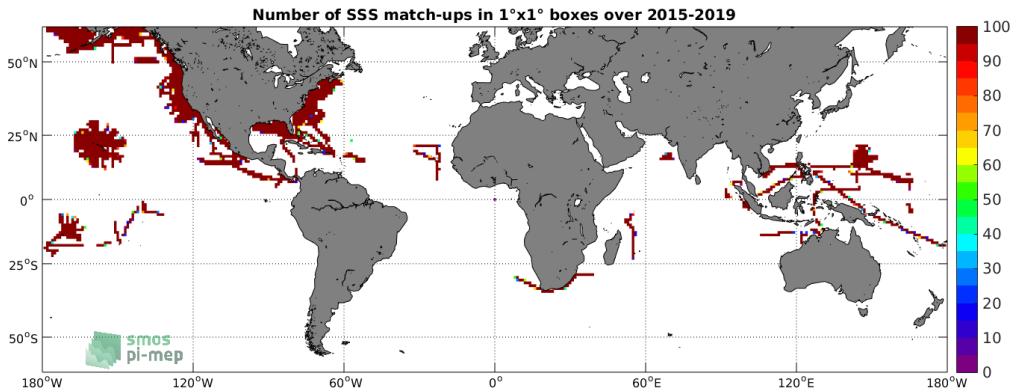 Number of SSS match-ups in 1°x1° boxes over 2015-2019
100
90
80
70
60
50
40
30
20
10
0
50°N
25°N
0°
25°S
50°S
180°W 120°W 60°W 0° 60°E 120°E 180°W
smos
pi-mep